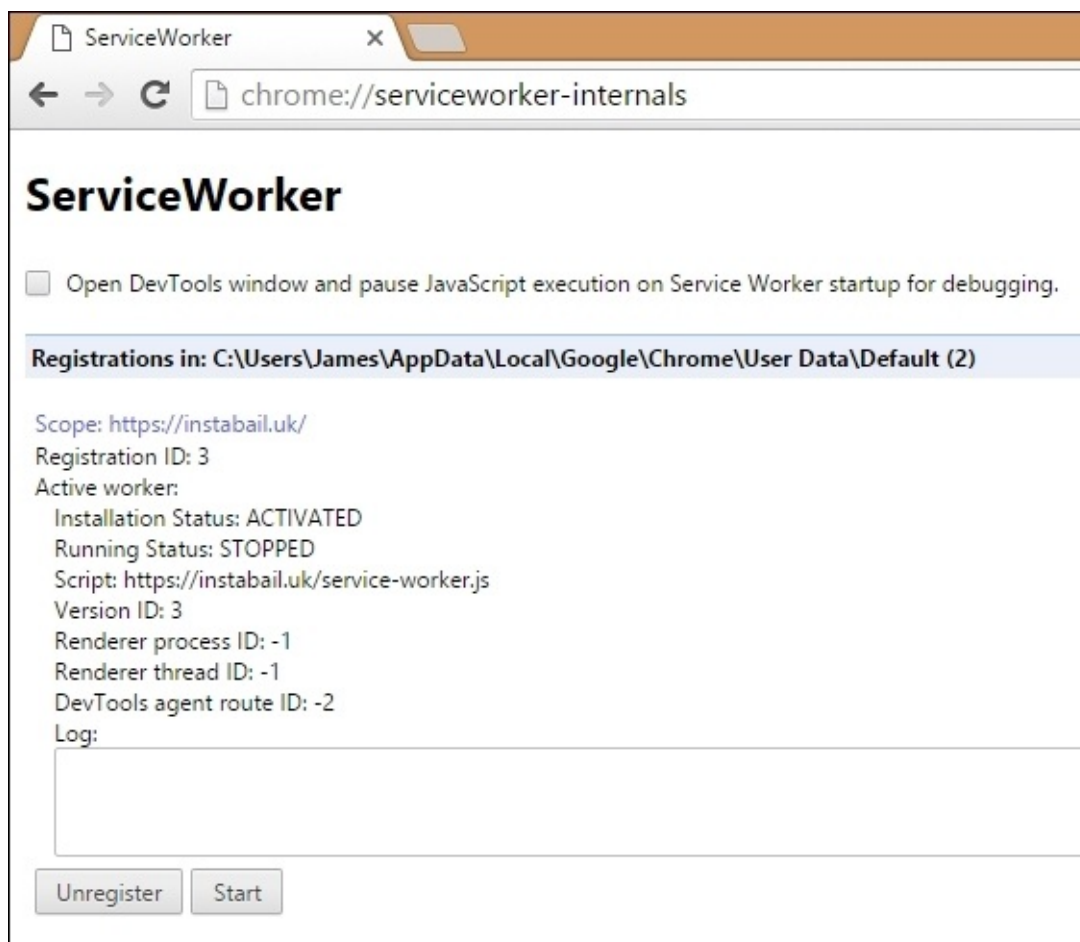 ServiceWorker
chrome://serviceworker-internals
ServiceWorker
Open DevTools window and pause JavaScript execution on Service Worker startup for debugging.
Registrations in: C:\Users\James\AppData\Local\Google\Chrome\User Data\Default (2)
Scope: https://instabail.uk/
Registration ID: 3
Active worker:
Installation Status: ACTIVATED
Running Status: STOPPED
Script: https://instabail.uk/service-worker.js
Version ID: 3
Renderer process ID: -1
Renderer thread ID: -1
DevTools agent route ID: -2
Log:
Unregister Start